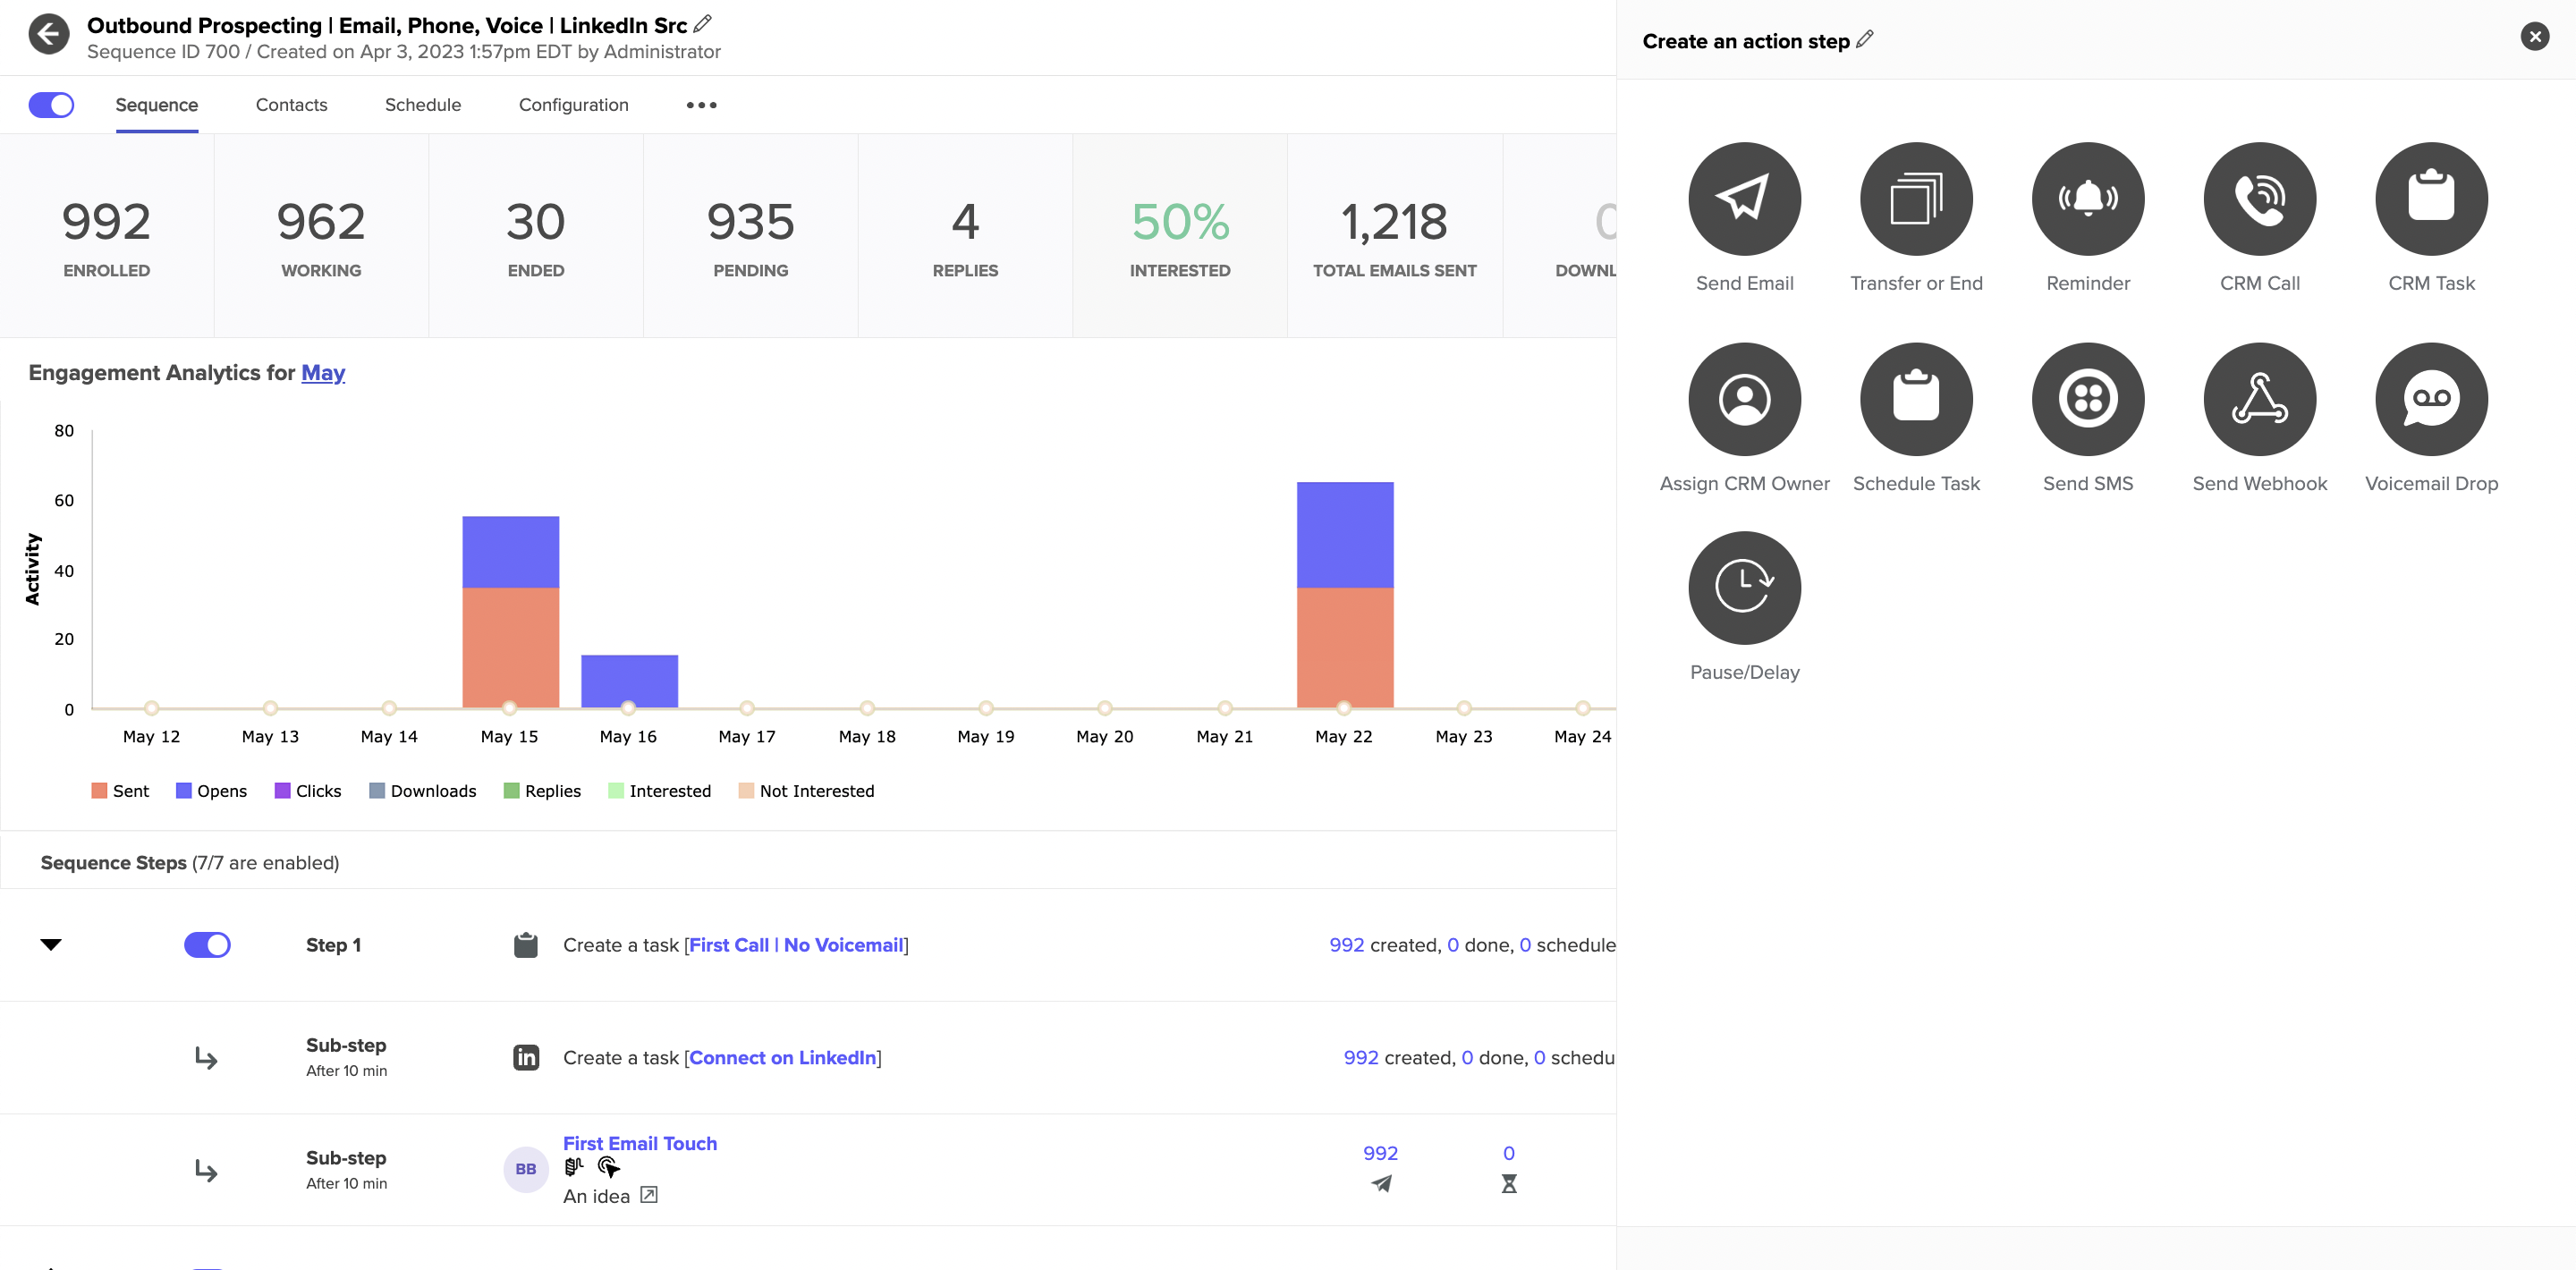 Outbound Prospecting | Email, Phone, Voice | LinkedIn Src
Sequence ID 700 / Created on Apr 3, 2023 1:57pm EDT by Administrator
Sequence
Contacts
Schedule
Configuration
992
ENROLLED
962
WORKING
30
ENDED
935
PENDING
4
REPLIES
50%
INTERESTED
1,218
TOTAL EMAILS SENT
Engagement Analytics for May
Activity
80
60
40
20
0
May 12
May 13
May 14
May 15
May 16
May 17
May 18
May 19
May 20
May 21
May 22
May 23
May 24
Sent
Opens
Clicks
Downloads
Replies
Interested
Not Interested
Sequence Steps (7/7 are enabled)
Step 1
Create a task [First Call | No Voicemail]
992 created, 0 done, 0 schedule
Sub-step
After 10 min
in
Create a task [Connect on LinkedIn]
992 created, 0 done, 0 schedu
Sub-step
After 10 min
BB
First Email Touch
An idea
992
0
Create an action step
Send Email
Transfer or End
Reminder
CRM Call
CRM Task
Assign CRM Owner
Schedule Task
Send SMS
Send Webhook
Voicemail Drop
Pause/Delay